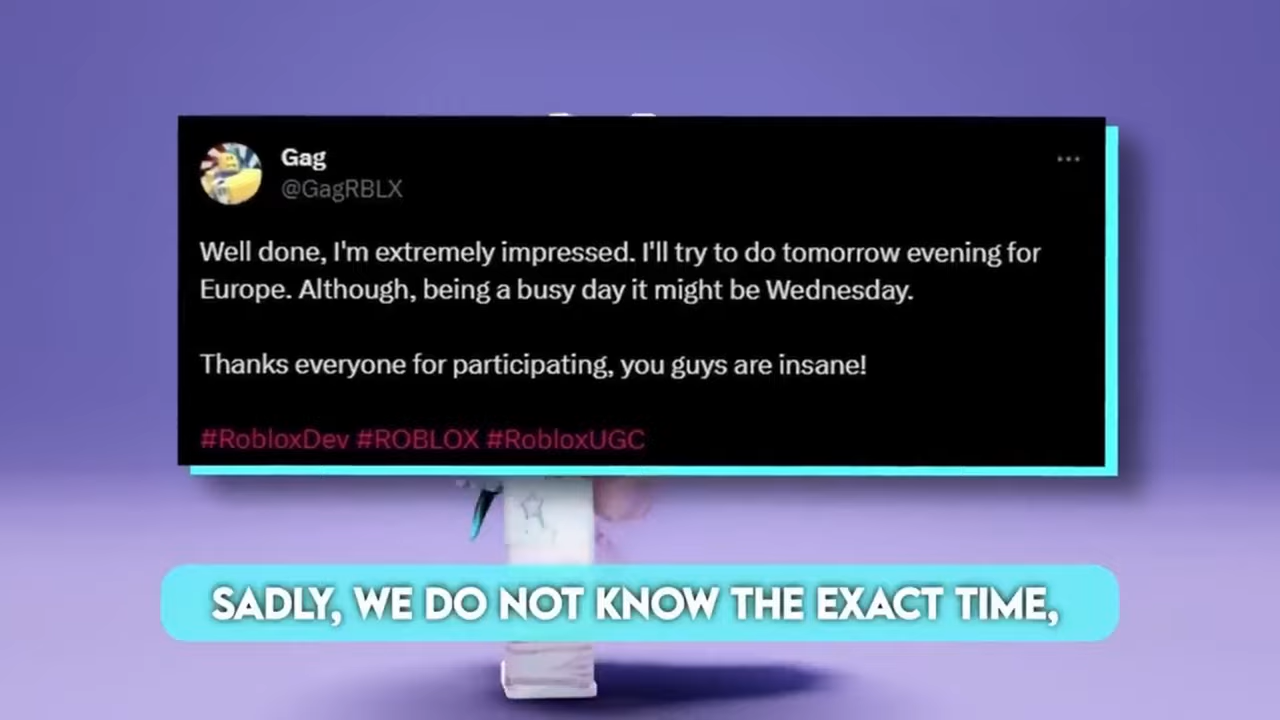 Gag
@GagRBLX
Well done, I'm extremely impressed. I'll try to do tomorrow evening for
Europe. Although, being a busy day it might be Wednesday.
Thanks everyone for participating, you guys are insane!
#RobloxDev #ROBLOX #RobloxUGC
SADLY, WE DO NOT KNOW THE EXACT TIME,